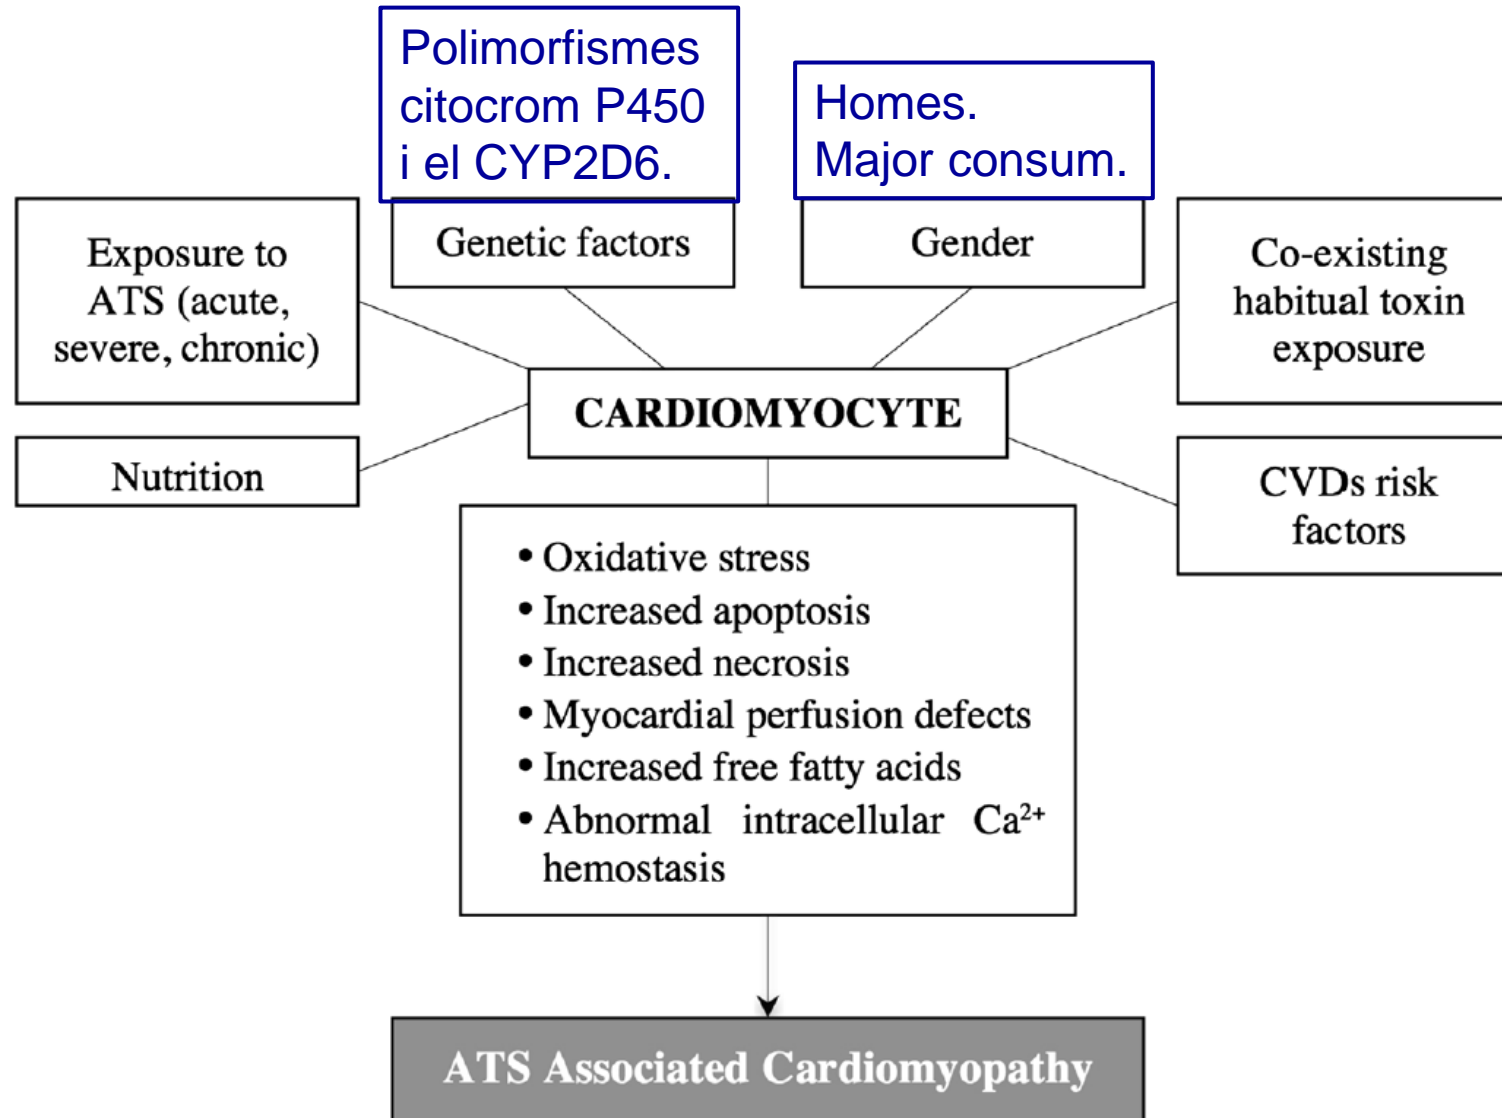 Polimorfismes
citocrom P450
i el CYP2D6.
Homes.
Major consum.
Exposure to
ATS (acute,
severe, chronic)
Genetic factors
Gender
Co-existing
habitual toxin
exposure
CARDIOMYOCYTE
Nutrition
CVDs risk
factors
• Oxidative stress
• Increased apoptosis
• Increased necrosis
• Myocardial perfusion defects
• Increased free fatty acids
• Abnormal intracellular Ca²⁺
hemostasis
ATS Associated Cardiomyopathy